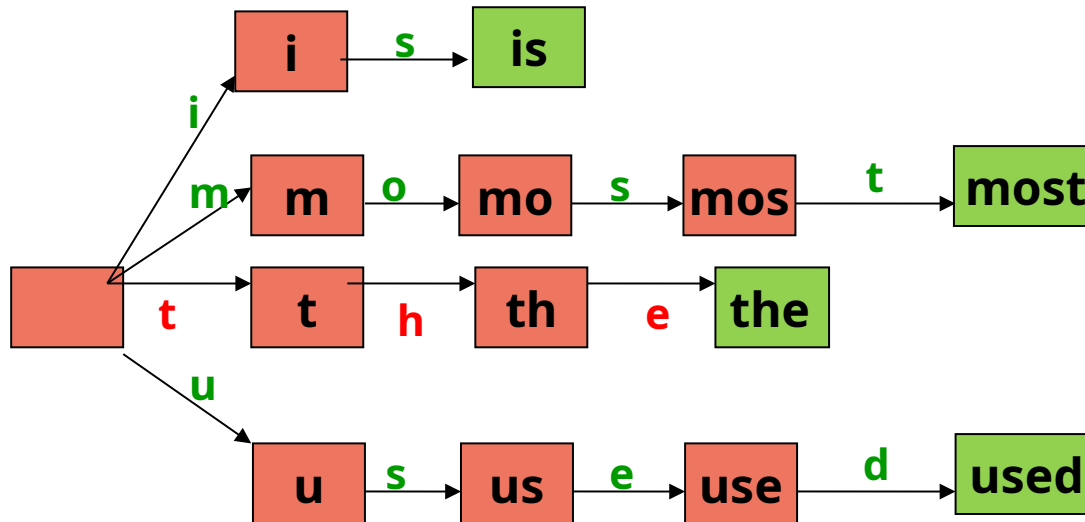 i s is
i
m m o mo s mos t most
t t h th e the
u
u s us e use d used